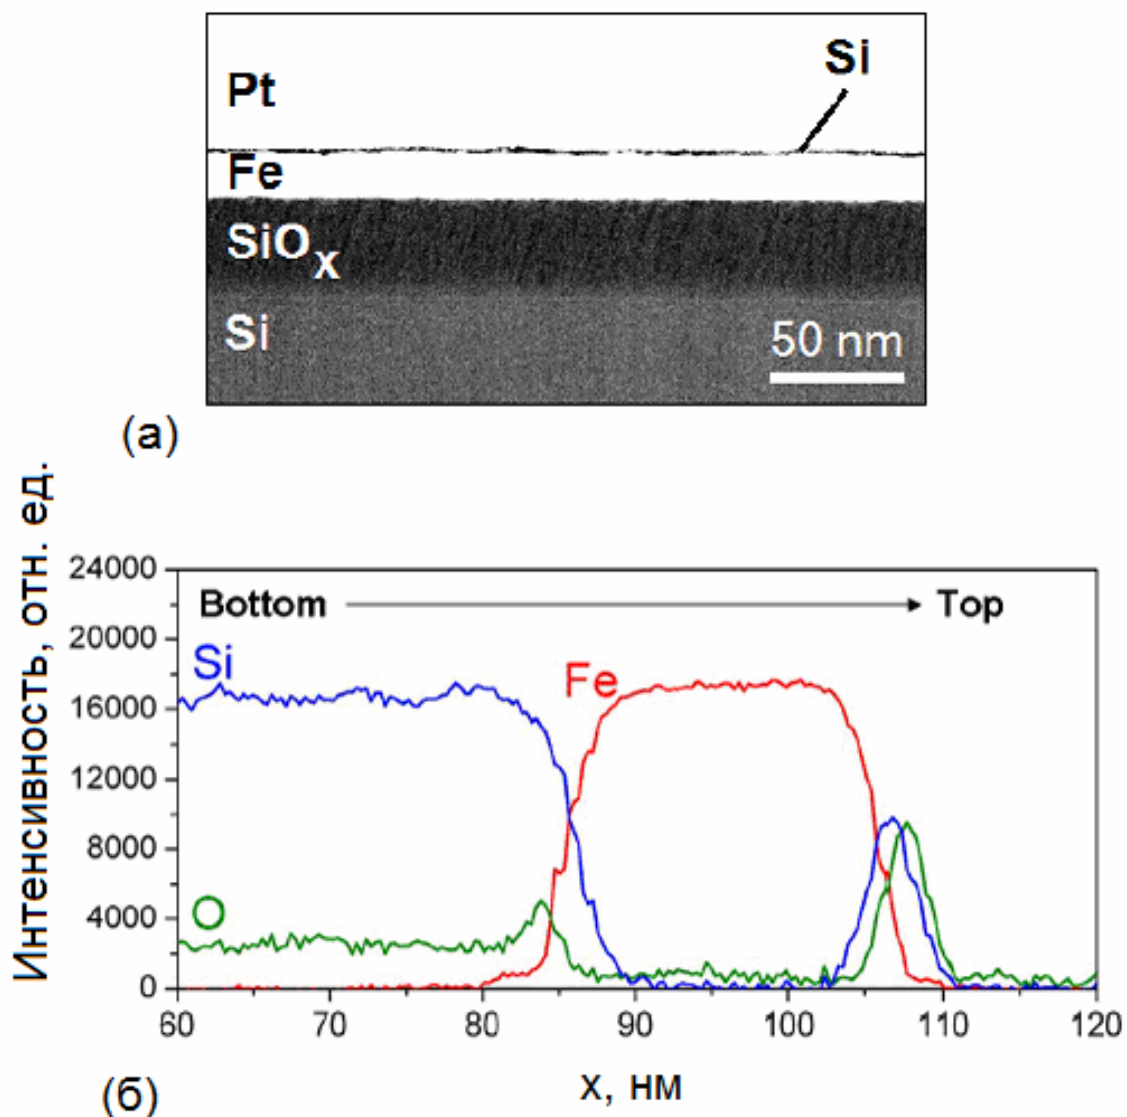 Pt
Si
Fe
SiOx
Si
50 nm
(а)
Интенсивность, отн. ед.
24000
20000
16000
12000
8000
4000
0
Bottom
Top
Si
Fe
O
60 70 80 90 100 110 120
x, нм
(б)